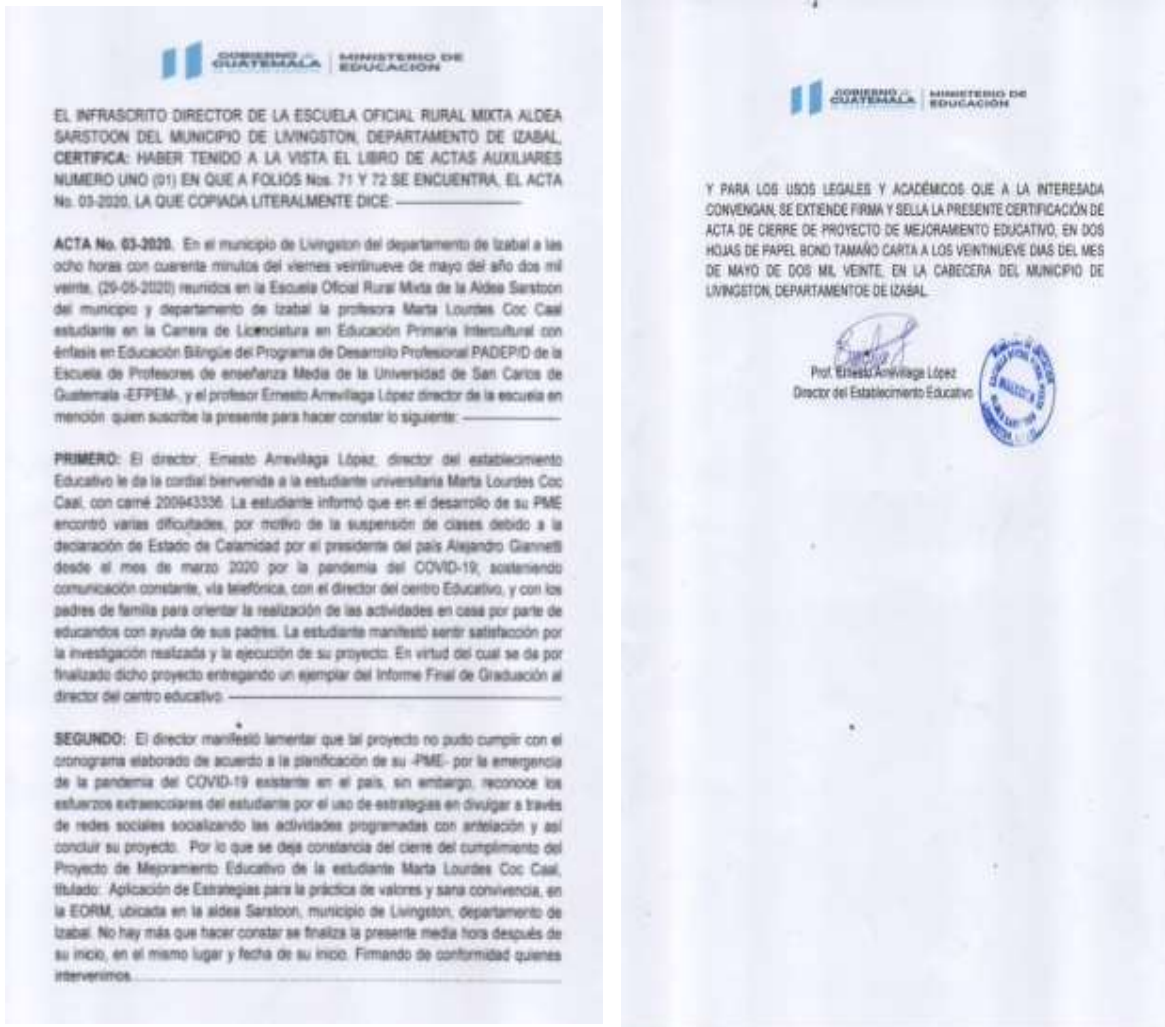 GOBIERNO de
GUATEMALA
MINISTERIO DE
EDUCACIÓN
EL INFRASCRITO DIRECTOR DE LA ESCUELA OFICIAL RURAL MIXTA ALDEA
SARSTOON DEL MUNICIPIO DE LIVINGSTON, DEPARTAMENTO DE IZABAL,
CERTIFICA: HABER TENIDO A LA VISTA EL LIBRO DE ACTAS AUXILIARES
NUMERO UNO (01) EN QUE A FOLIOS Nos. 71 Y 72 SE ENCUENTRA, EL ACTA
No. 03-2020, LA QUE COPIADA LITERALMENTE DICE:
ACTA No. 03-2020. En el municipio de Livingston del departamento de Izabal a las
ocho horas con cuarenta minutos del viernes veintinueve de mayo del año dos mil
veinte, (29-05-2020) reunidos en la Escuela Oficial Rural Mixta de la Aldea Sarstoon
del municipio y departamento de Izabal la profesora Marta Lourdes Coc Caal
estudiante en la Carrera de Licenciatura en Educación Primaria Intercultural con
énfasis en Educación Bilingüe del Programa de Desarrollo Profesional PADEP/D de la
Escuela de Profesores de enseñanza Media de la Universidad de San Carlos de
Guatemala -EFPEM-, y el profesor Ernesto Arrevillaga López director de la escuela en
mención quien suscribe la presente para hacer constar lo siguiente:
PRIMERO: El director, Ernesto Arrevillaga López, director del establecimiento
Educativo le da la cordial bienvenida a la estudiante universitaria Marta Lourdes Coc
Caal, con carné 200943336. La estudiante informó que en el desarrollo de su PME
encontró varias dificultades, por motivo de la suspensión de clases debido a la
declaración de Estado de Calamidad por el presidente del país Alejandro Giannetti
desde el mes de marzo 2020 por la pandemia del COVID-19; sosteniendo
comunicación constante, vía telefónica, con el director del centro Educativo, y con los
padres de familia para orientar la realización de las actividades en casa por parte de
educandos con ayuda de sus padres. La estudiante manifestó sentir satisfacción por
la investigación realizada y la ejecución de su proyecto. En virtud del cual se da por
finalizado dicho proyecto entregando un ejemplar del Informe Final de Graduación al
director del centro educativo.
SEGUNDO: El director manifestó lamentar que tal proyecto no pudo cumplir con el
cronograma elaborado de acuerdo a la planificación de su -PME- por la emergencia
de la pandemia del COVID-19 existente en el país, sin embargo, reconoce los
esfuerzos extraescolares del estudiante por el uso de estrategias en divulgar a través
de redes sociales socializando las actividades programadas con antelación y así
concluir su proyecto. Por lo que se deja constancia del cierre del cumplimiento del
Proyecto de Mejoramiento Educativo de la estudiante Marta Lourdes Coc Caal,
titulado: Aplicación de Estrategias para la práctica de valores y sana convivencia, en
la EORM, ubicada en la aldea Sarstoon, municipio de Livingston, departamento de
Izabal. No hay más que hacer constar se finaliza la presente media hora después de
su inicio, en el mismo lugar y fecha de su inicio. Firmando de conformidad quienes
intervenimos.
GOBIERNO de
GUATEMALA
MINISTERIO DE
EDUCACIÓN
Y PARA LOS USOS LEGALES Y ACADÉMICOS QUE A LA INTERESADA
CONVENGAN, SE EXTIENDE FIRMA Y SELLA LA PRESENTE CERTIFICACIÓN DE
ACTA DE CIERRE DE PROYECTO DE MEJORAMIENTO EDUCATIVO, EN DOS
HOJAS DE PAPEL BOND TAMAÑO CARTA A LOS VEINTINUEVE DIAS DEL MES
DE MAYO DE DOS MIL VEINTE, EN LA CABECERA DEL MUNICIPIO DE
LIVINGSTON, DEPARTAMENTOE DE IZABAL.
Prof. Ernesto Arrevillaga López
Director del Establecimiento Educativo